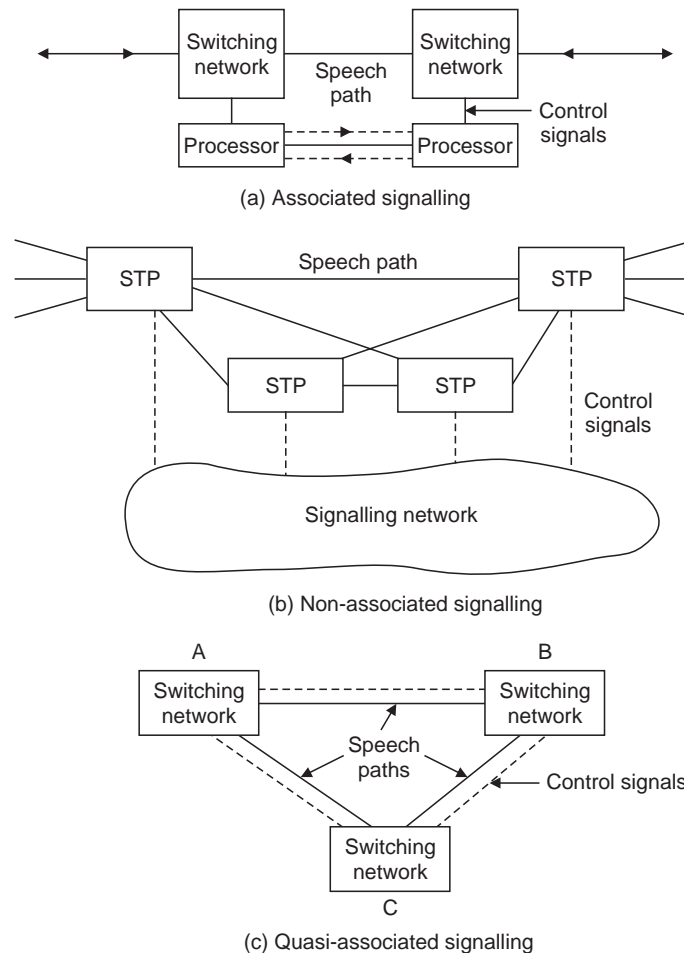 Switching
network
Switching
network
Speech
path
Control
signals
Processor
Processor
(a) Associated signalling
STP
Speech path
STP
STP
STP
Control
signals
Signalling network
(b) Non-associated signalling
A
B
Switching
network
Switching
network
Speech
paths
Control signals
Switching
network
C
(c) Quasi-associated signalling